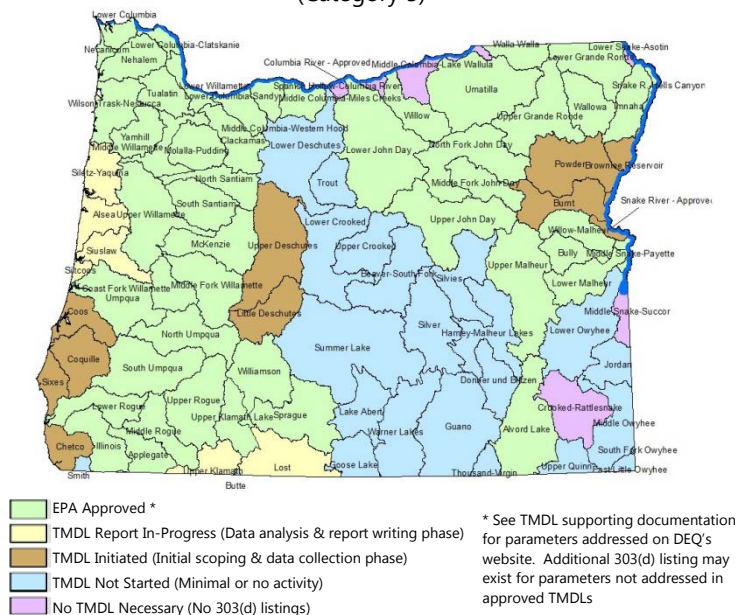 (Category 5)
Lower Columbia
Necanicum
Lower Columbia-Clatskanie
Nehalem
Columbia River - Approved
Walla Walla
Middle-Columbia-Lake Wallula
Lower Snake-Asotin
Lower Grande Ronde
Lower Willamette
Tualatin
Lower Columbia-Sandy
Middle Columbia-Miles Creeks
Umatilla
Imnaha
Wallowa
Willow
Upper Grande Ronde
Yamhill
Middle Willamette
Molalla-Pudding
Clackamas
Middle Columbia-Western Hood
Lower Deschutes
Lower John Day
North Fork John Day
Powder
Brownlee Reservoir
Siletz-Yaquina
North Santiam
Trout
Middle Fork John Day
Burnt
Snake River - Approved
South Santiam
Alsea
Upper Willamette
Lower Crooked
Upper John Day
Willow-Malheur
McKenzie
Upper Deschutes
Upper Crooked
Bully
Middle Snake-Payette
Siuslaw
Siltcoos
Beaver-South Fork
Silvies
Upper Malheur
Lower Malheur
Coast Fork Willamette
Middle Fork Willamette
Umpqua
Little Deschutes
Silver
Harney-Malheur Lakes
Middle Snake-Succor
Coos
North Umpqua
Summer Lake
Lower Owyhee
Jordan
Coquille
South Umpqua
Williamson
Donner und Blitzen
Sixes
Lower Rogue
Upper Rogue
Upper Klamath Lake
Sprague
Lake Abert
Warner Lakes
Guano
Alvord Lake
Crooked-Rattlesnake
Middle Owyhee
Chetco
Illinois
Middle Rogue
Applegate
Upper Klamath
Lost
Goose Lake
Thousand-Virgin
Upper Quinn
South Fork Owyhee
East Little Owyhee
Smith
Butte
EPA Approved *
TMDL Report In-Progress (Data analysis & report writing phase)
TMDL Initiated (Initial scoping & data collection phase)
TMDL Not Started (Minimal or no activity)
No TMDL Necessary (No 303(d) listings)
* See TMDL supporting documentation
for parameters addressed on DEQ's
website. Additional 303(d) listing may
exist for parameters not addressed in
approved TMDLs